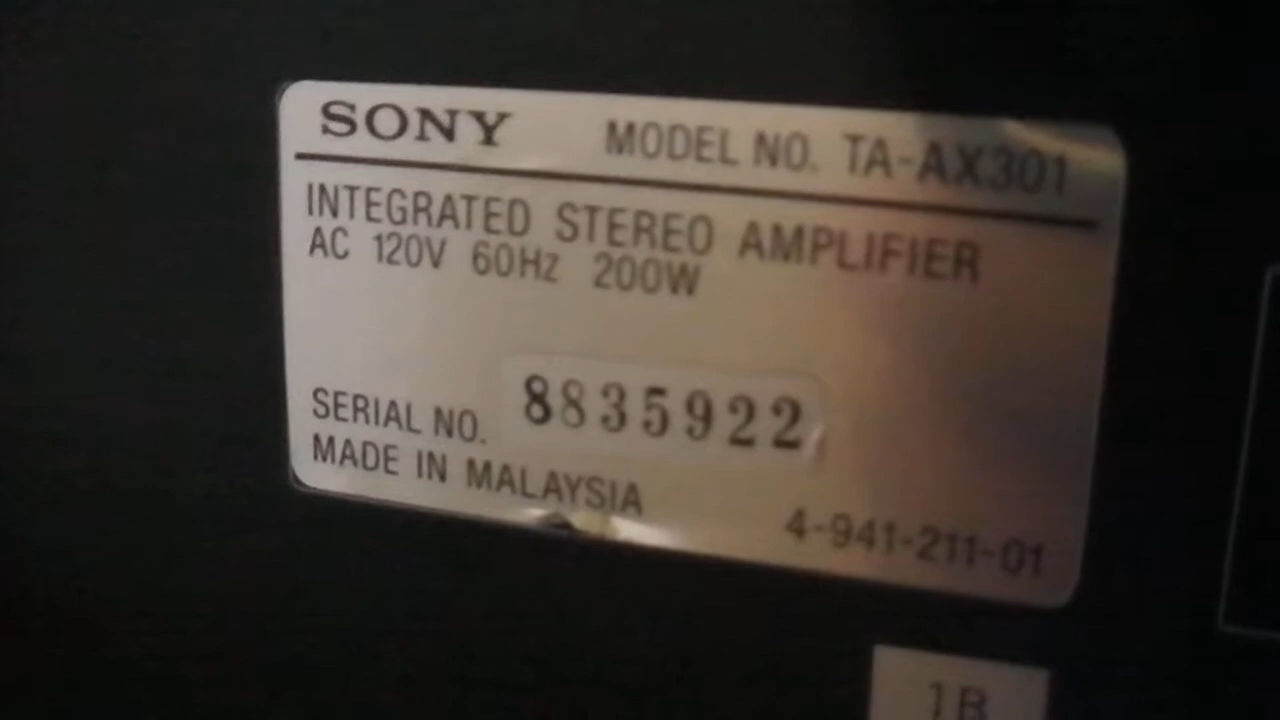 SONY MODEL NO. TA-AX301
INTEGRATED STEREO AMPLIFIER
AC 120V 60Hz 200W
SERIAL NO. 8835922
MADE IN MALAYSIA
4-941-211-01
1B